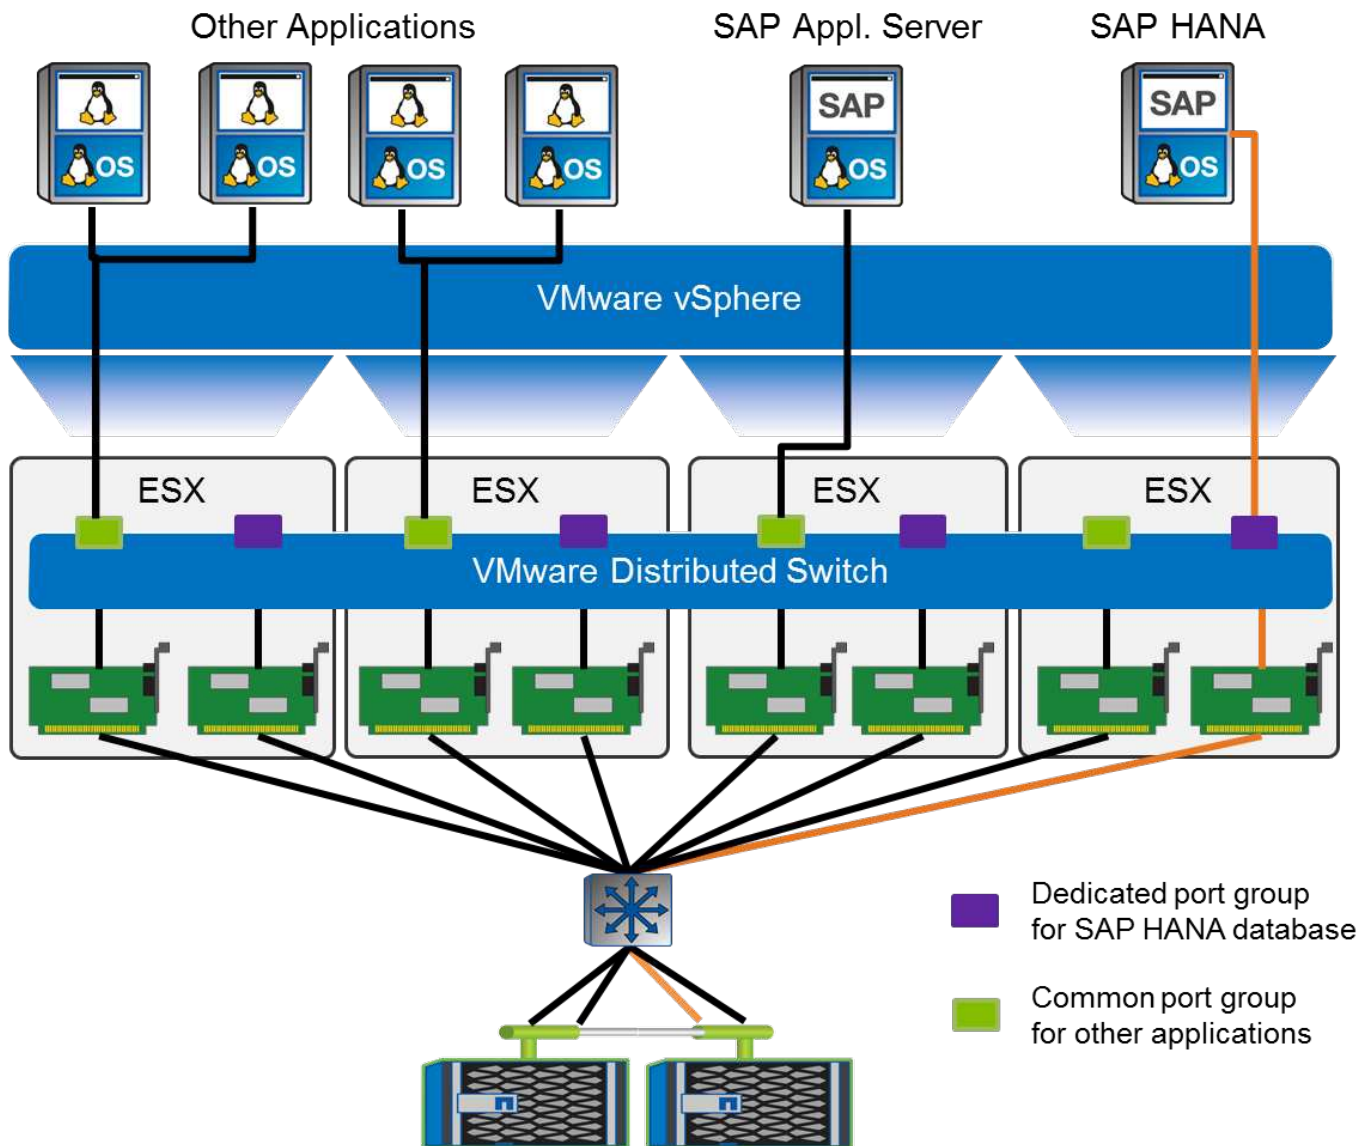 Other Applications
SAP Appl. Server
SAP HANA
SAP
SAP
OS
OS
OS
OS
OS
OS
VMware vSphere
ESX
ESX
ESX
ESX
VMware Distributed Switch
Dedicated port group
for SAP HANA database
Common port group
for other applications